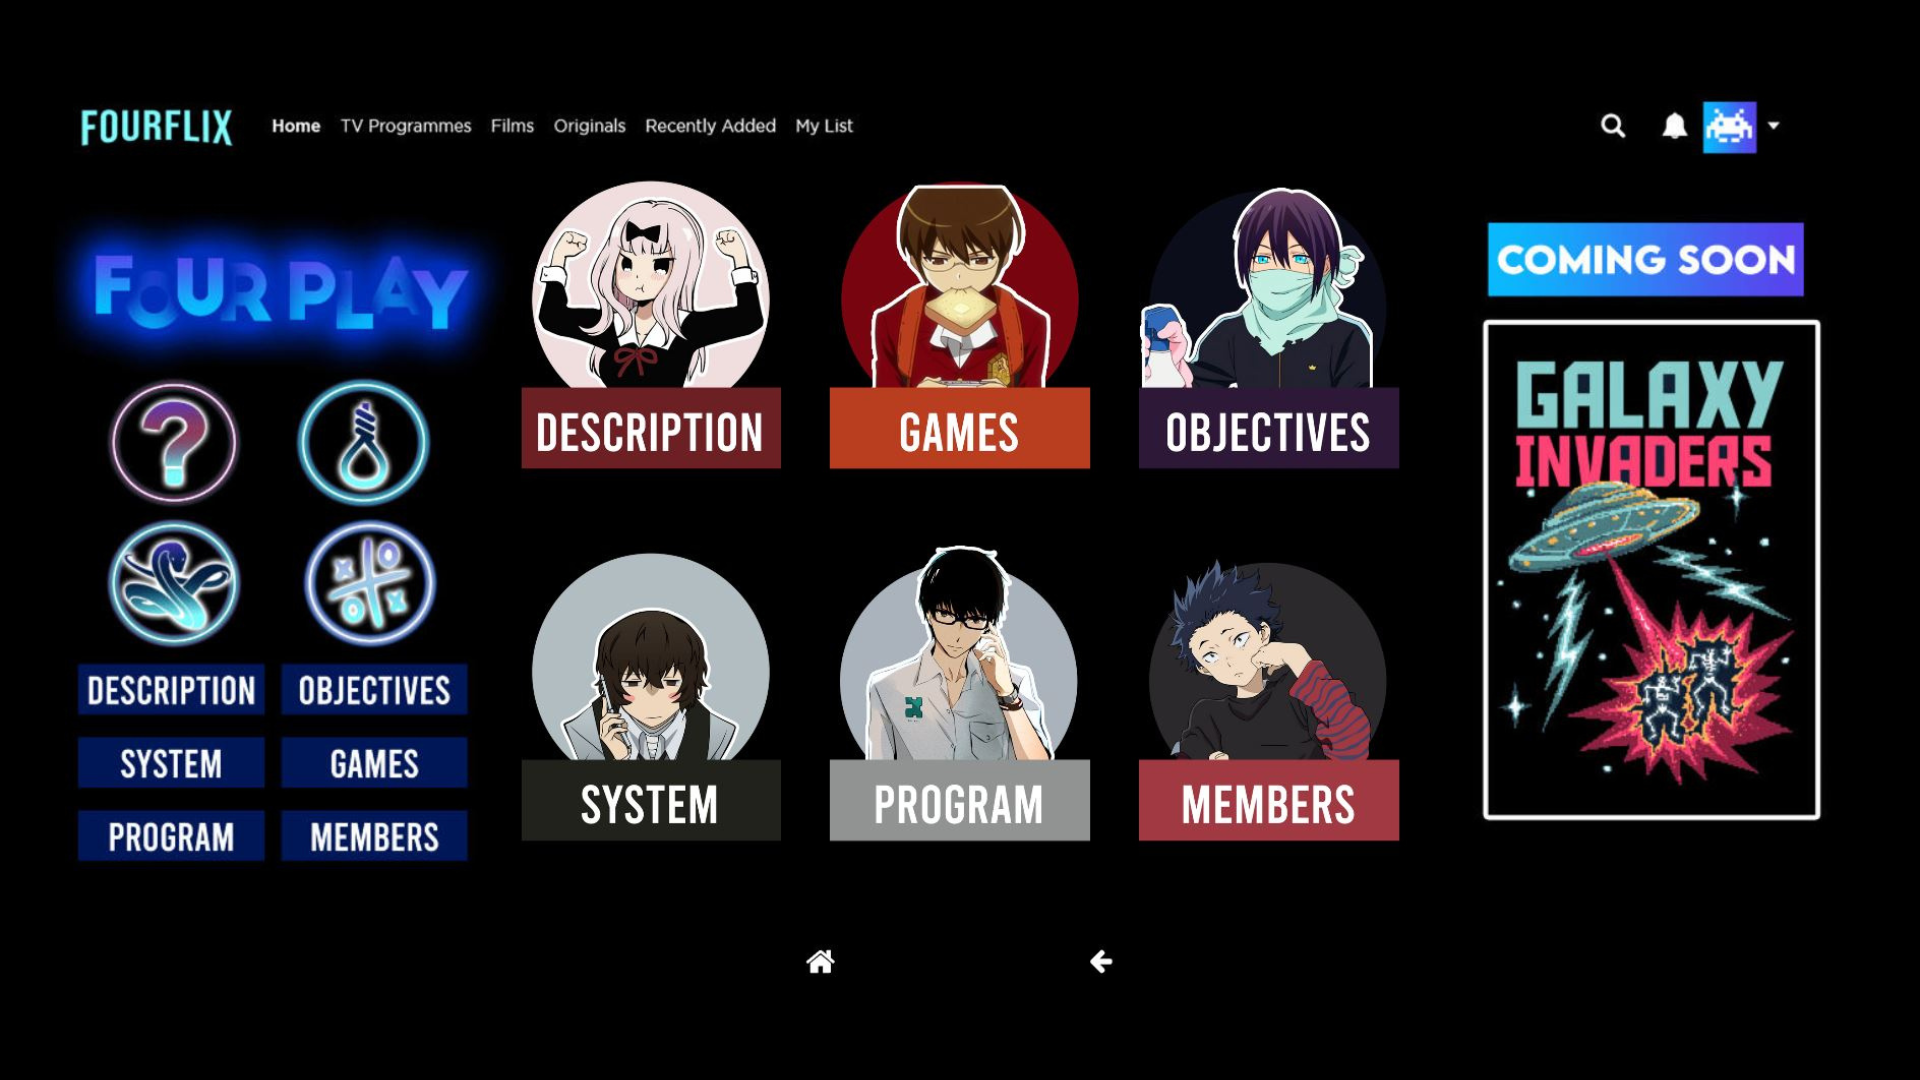 FOURFLIX Home TV Programmes Films Originals Recently Added My List
FOUR PLAY
DESCRIPTION OBJECTIVES
SYSTEM GAMES
PROGRAM MEMBERS
DESCRIPTION GAMES OBJECTIVES
SYSTEM PROGRAM MEMBERS
COMING SOON
GALAXY
INVADERS